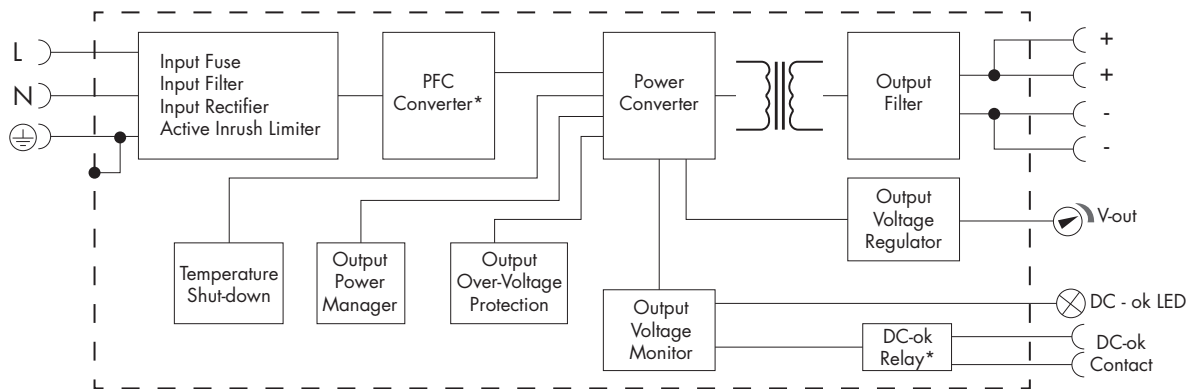 L
N
Input Fuse
Input Filter
Input Rectifier
Active Inrush Limiter
PFC
Converter*
Power
Converter
Output
Filter
+
+
-
-
Output
Voltage
Regulator
V-out
Temperature
Shut-down
Output
Power
Manager
Output
Over-Voltage
Protection
Output
Voltage
Monitor
DC - ok LED
DC-ok
Relay*
DC-ok
Contact